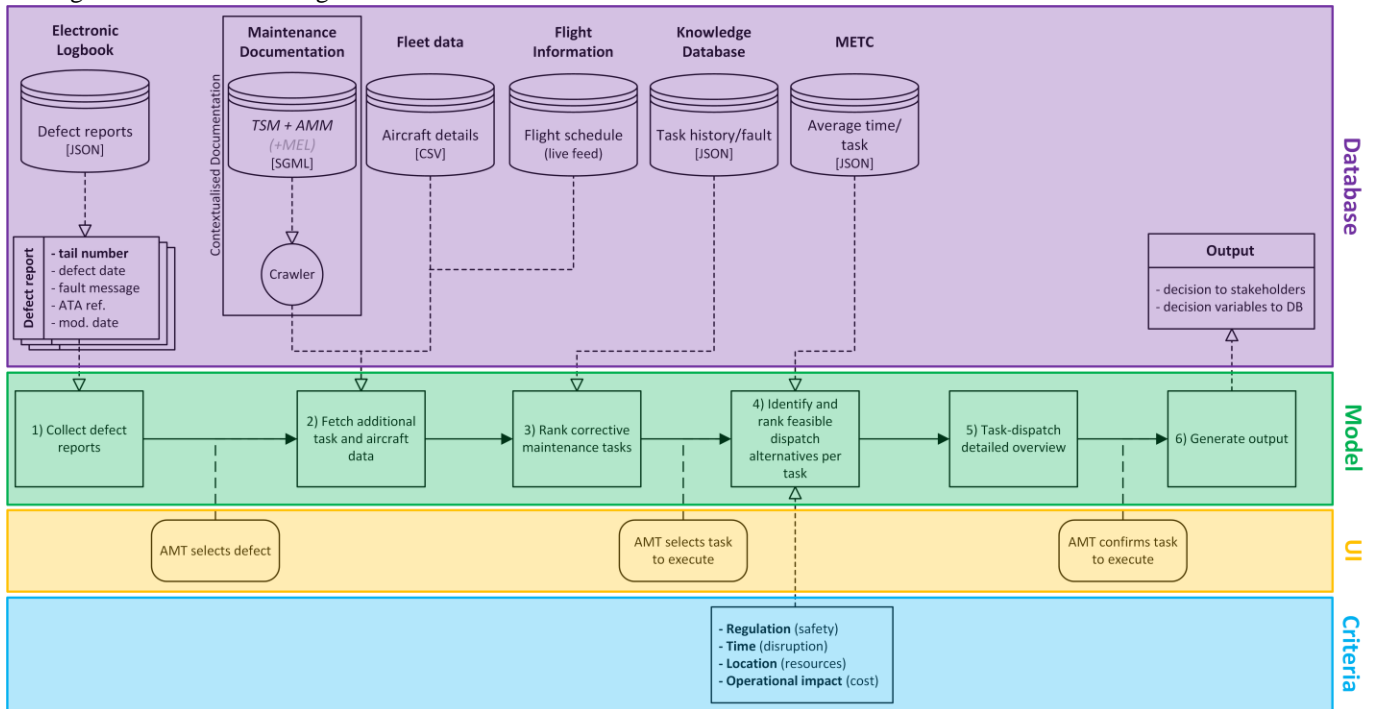 Electronic
Logbook
Defect reports
[JSON]
Defect report
- tail number
- defect date
- fault message
- ATA ref.
- mod. date
Contextualised Documentation
Maintenance
Documentation
TSM + AMM
(+MEL)
[SGML]
Crawler
Fleet data
Aircraft details
[CSV]
Flight
Information
Flight schedule
(live feed)
Knowledge
Database
Task history/fault
[JSON]
METC
Average time/
task
[JSON]
Output
- decision to stakeholders
- decision variables to DB
Database
1) Collect defect
reports
2) Fetch additional
task and aircraft
data
3) Rank corrective
maintenance tasks
4) Identify and
rank feasible
dispatch
alternatives per
task
5) Task-dispatch
detailed overview
6) Generate output
Model
AMT selects defect
AMT selects task
to execute
AMT confirms task
to execute
UI
- Regulation (safety)
- Time (disruption)
- Location (resources)
- Operational impact (cost)
Criteria